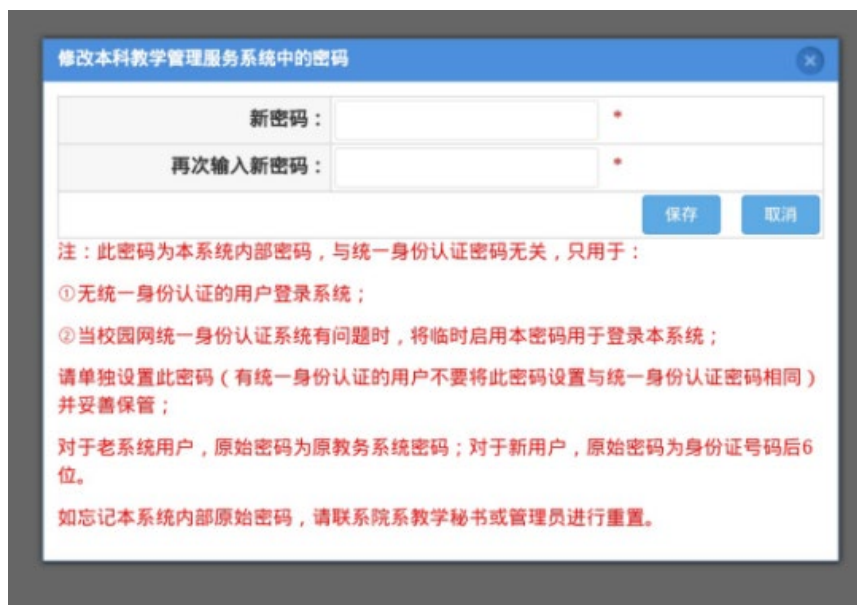 修改本科教学管理服务系统中的密码
新密码：
*
再次输入新密码：
*
保存
取消
注：此密码为本系统内部密码，与统一身份认证密码无关，只用于：
①无统一身份认证的用户登录系统；
②当校园网统一身份认证系统有问题时，将临时启用本密码用于登录本系统；
请单独设置此密码（有统一身份认证的用户不要将此密码设置与统一身份认证密码相同）
并妥善保管；
对于老系统用户，原始密码为原教务系统密码；对于新用户，原始密码为身份证号码后6
位。
如忘记本系统内部原始密码，请联系院系教学秘书或管理员进行重置。